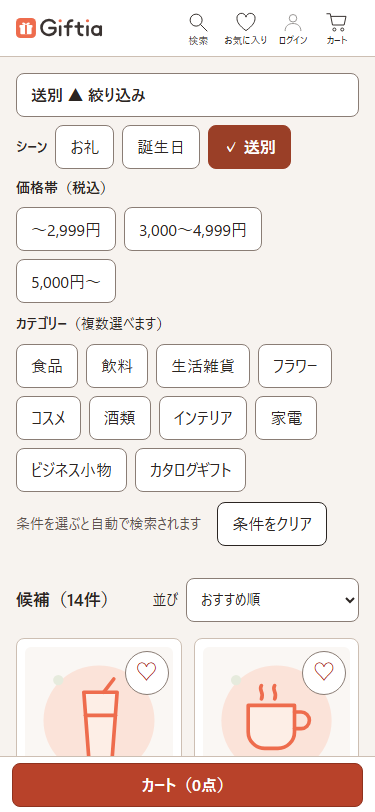 Giftia
検索 お気に入り ログイン カート
送別 ▲ 絞り込み
シーン お礼 誕生日 ✓ 送別
価格帯（税込）
～2,999円 3,000～4,999円
5,000円～
カテゴリー（複数選べます）
食品 飲料 生活雑貨 フラワー
コスメ 酒類 インテリア 家電
ビジネス小物 カタログギフト
条件を選ぶと自動で検索されます 条件をクリア
候補（14件） 並び おすすめ順
カート（0点）